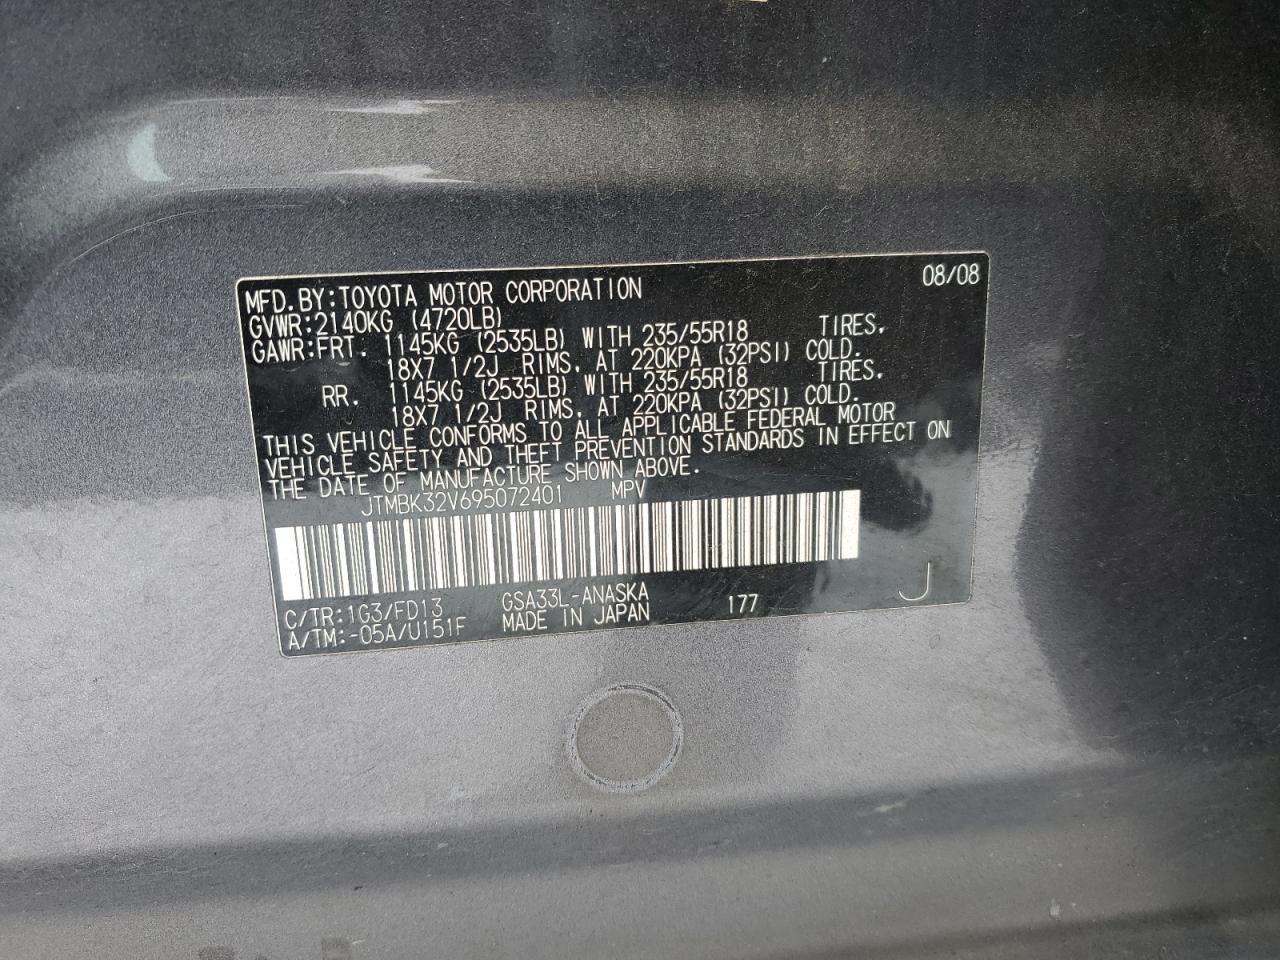 MFD.BY:TOYOTA MOTOR CORPORATION 08/08
GVWR:2140KG (4720LB)
GAWR:FRT. 1145KG (2535LB) WITH 235/55R18 TIRES.
18X7 1/2J RIMS. AT 220KPA (32PSI) COLD.
RR. 1145KG (2535LB) WITH 235/55R18 TIRES.
18X7 1/2J RIMS. AT 220KPA (32PSI) COLD.
THIS VEHICLE CONFORMS TO ALL APPLICABLE FEDERAL MOTOR
VEHICLE SAFETY AND THEFT PREVENTION STANDARDS IN EFFECT ON
THE DATE OF MANUFACTURE SHOWN ABOVE.
JTMBK32V695072401 MPV
C/TR:1G3/FD13 GSA33L-ANASKA 177 J
A/TM:-05A/U151F MADE IN JAPAN